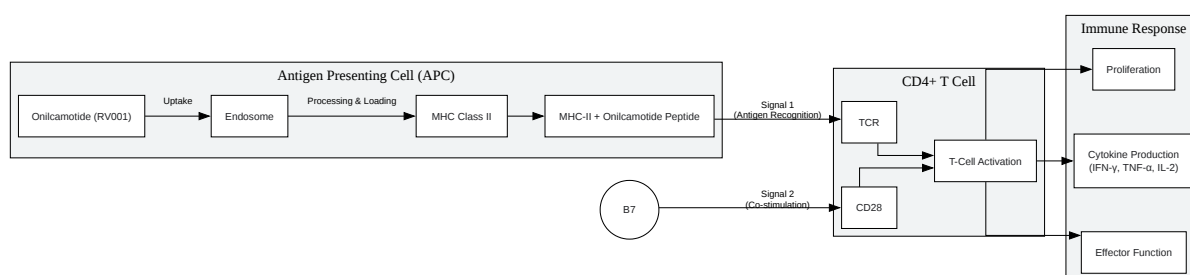 Immune Response
Antigen Presenting Cell (APC)
CD4+ T Cell
Proliferation
Onilcamotide (RV001)
Uptake
Endosome
Processing & Loading
MHC Class II
MHC-II + Onilcamotide Peptide
Signal 1
(Antigen Recognition)
TCR
T-Cell Activation
Cytokine Production
(IFN-γ, TNF-α, IL-2)
B7
Signal 2
(Co-stimulation)
CD28
Effector Function